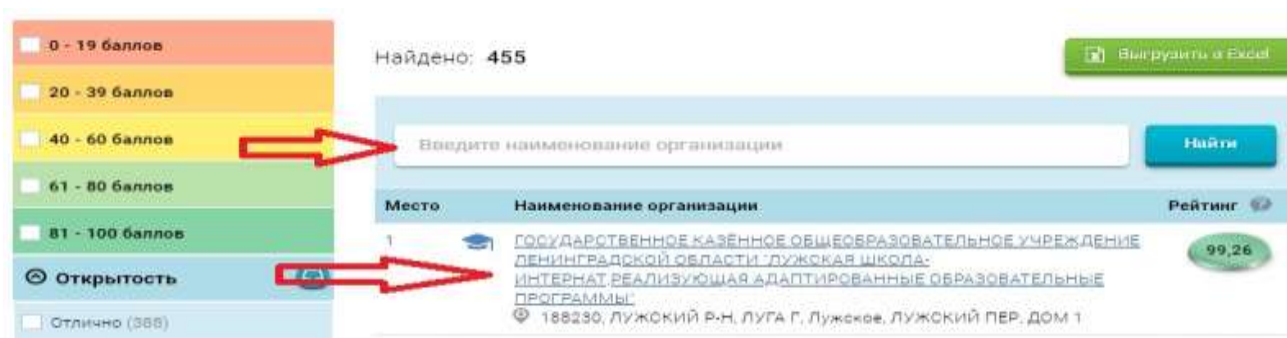 0 - 19 баллов
20 - 39 баллов
40 - 60 баллов
61 - 80 баллов
81 - 100 баллов
Открытость
Отлично (388)
Найдено: 455
Выгрузить в Excel
Введите наименование организации
Найти
Место Наименование организации Рейтинг
1 ГОСУДАРСТВЕННОЕ КАЗЁННОЕ ОБЩЕОБРАЗОВАТЕЛЬНОЕ УЧРЕЖДЕНИЕ
ЛЕНИНГРАДСКОЙ ОБЛАСТИ "ЛУЖСКАЯ ШКОЛА-
ИНТЕРНАТ,РЕАЛИЗУЮЩАЯ АДАПТИРОВАННЫЕ ОБРАЗОВАТЕЛЬНЫЕ
ПРОГРАММЫ"
99,26
188230, ЛУЖСКИЙ Р-Н, ЛУГА Г, Лужское, ЛУЖСКИЙ ПЕР, ДОМ 1